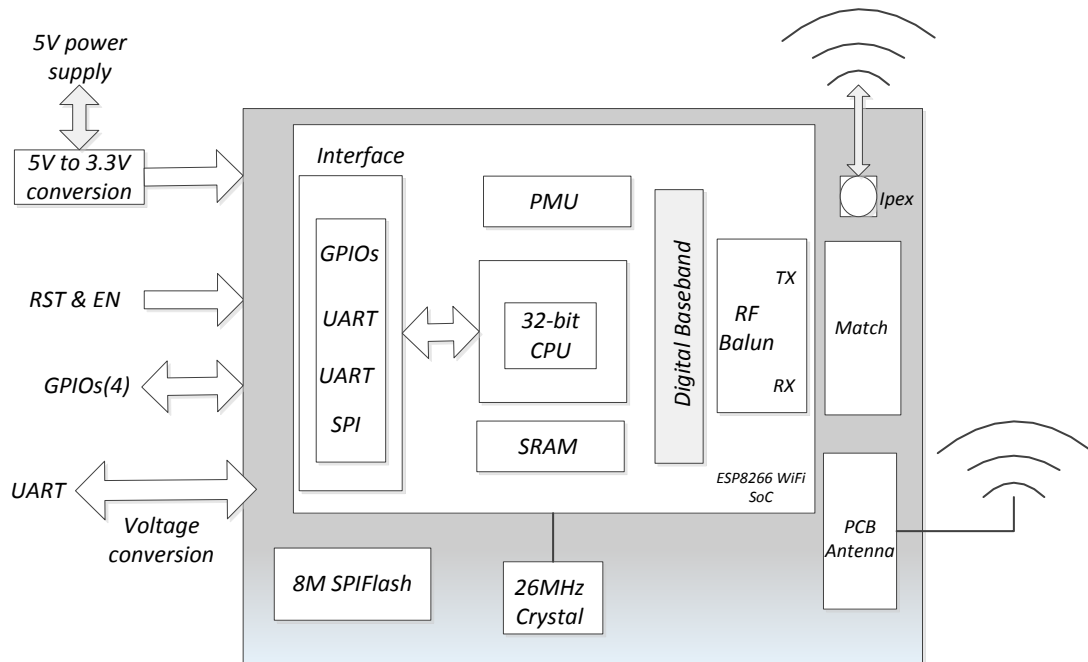 5V power
supply
5V to 3.3V
conversion
RST & EN
GPIOs(4)
UART
Voltage
conversion
Interface
GPIOs
UART
UART
SPI
PMU
32-bit
CPU
SRAM
Digital Baseband
TX
RF
Balun
RX
ESP8266 WiFi
SoC
Ipex
Match
PCB
Antenna
8M SPIFlash
26MHz
Crystal